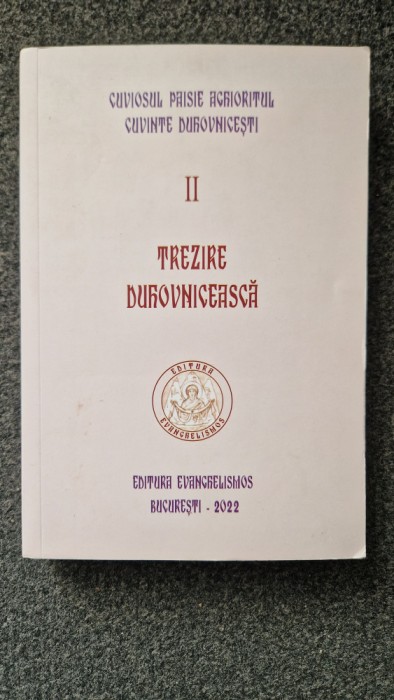 CUVIOSUL PAISIE AGHIORITUL
CUVINTE DUHOVNICEȘTI
II
TREZIRE
DUHOVNICEASCĂ
EDITURA
EVANGHELISMOS
EDITURA EVANGHELISMOS
BUCUREȘTI - 2022